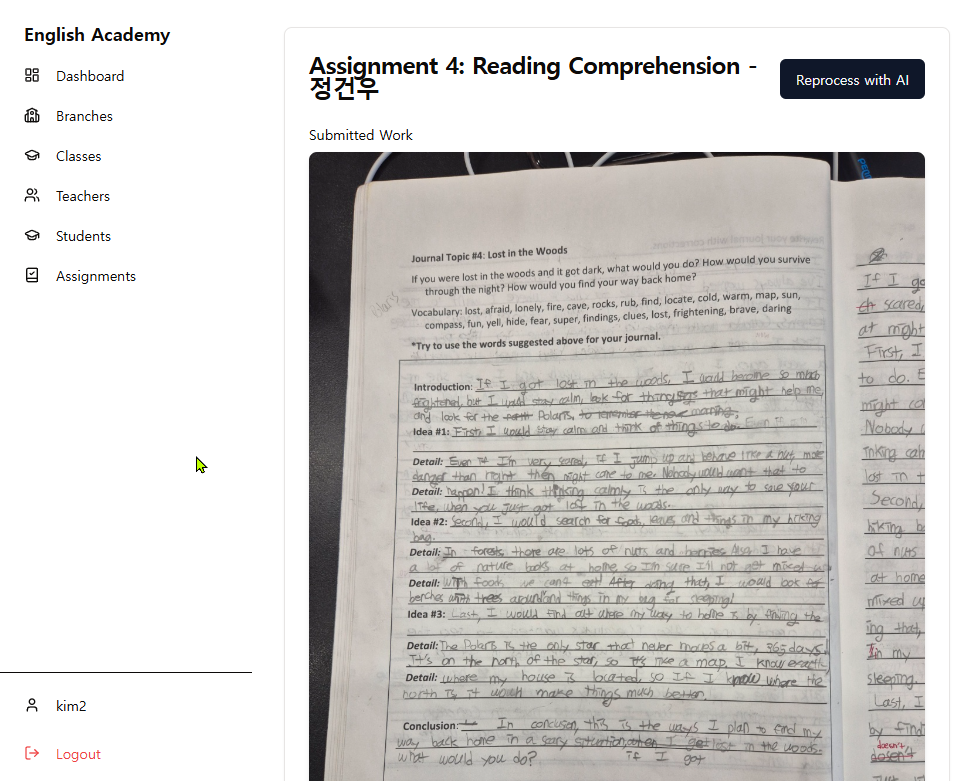 English Academy
Dashboard
Branches
Classes
Teachers
Students
Assignments
kim2
Logout
Assignment 4: Reading Comprehension -
정건우
Reprocess with AI
Submitted Work
Journal Topic #4: Lost in the Woods
If you were lost in the woods and it got dark, what would you do? How would you survive
through the night? How would you find your way back home?
Vocabulary: lost, afraid, lonely, fire, cave, rocks, rub, find, locate, cold, warm, map, sun,
compass, fun, yell, hide, fear, super, findings, clues, lost, frightening, brave, daring
*Try to use the words suggested above for your journal.
Introduction: If I got lost in the woods, I would become so much
frightened, but I would stay calm, look for things that might help me,
and look for the north Polaris, to remember the morning,
Idea #1: First, I would stay calm and think of things to do. Even if
Detail: Even if I'm very scared, if I jump up and behave like a nut, more
danger than right then might come to me. Nobody would want that to
Detail: happen! I think thinking calmly is the only way to save your
life, when you just got lost in the woods.
Idea #2: Second, I would search for food, leaves, and things in my hiking
bag.
Detail: In forests, there are lots of nuts and berries. Also, I have
a lot of nature books at home, so I'm sure I'll not get mixed up
Detail: With food, we can eat After doing that, I would look for
benches with trees around and things in my bag for sleeping!
Idea #3: Last, I would find out where my way to home is by finding the
Detail: The Polaris is the only star that never moves a bit, 365 days!
It's on the north of the star, so it's like a map. I know exactly
Detail: where my house is located, so If I know where the
north is, it would make things much better.
Conclusion: In conclusion, this is the ways I plan to find my
way back home in a scary situation, when I get lost in the woods.
what would you do? if I got
If I go
scared,
at night
First, I
to do. E
might co
Nobody
inking cal
lost in t
Second,
hiking b
of nuts
at home
mixed up
ing that,
in my
sleeping.
Last, I
by find
doesn't
dosen't